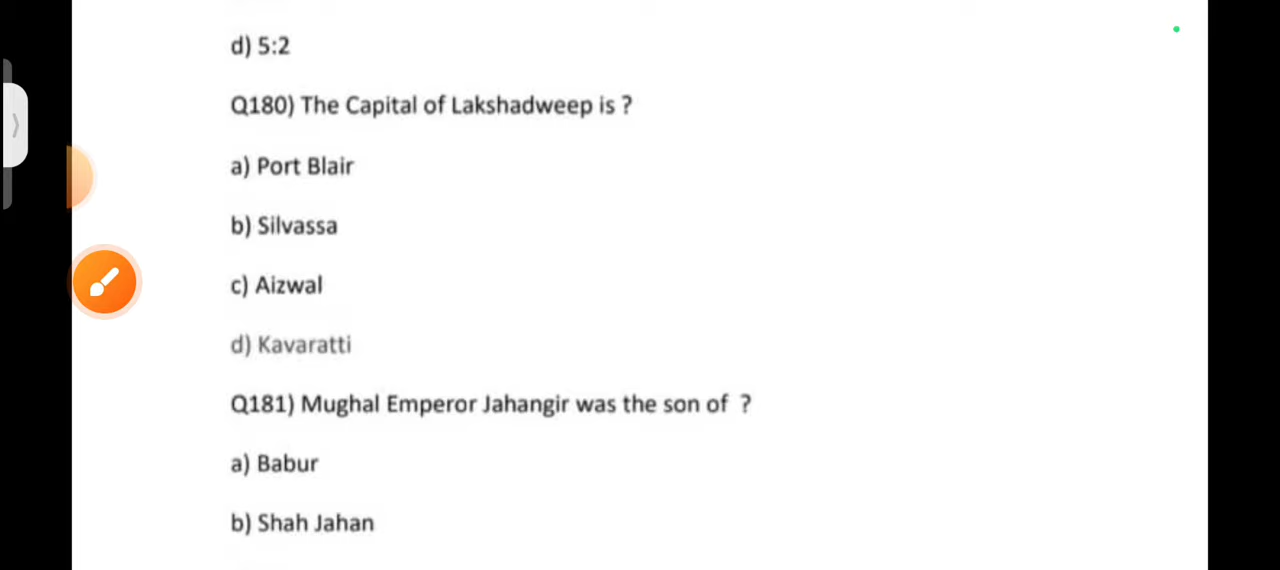 d) 5:2
Q180) The Capital of Lakshadweep is ?
a) Port Blair
b) Silvassa
c) Aizwal
d) Kavaratti
Q181) Mughal Emperor Jahangir was the son of ?
a) Babur
b) Shah Jahan